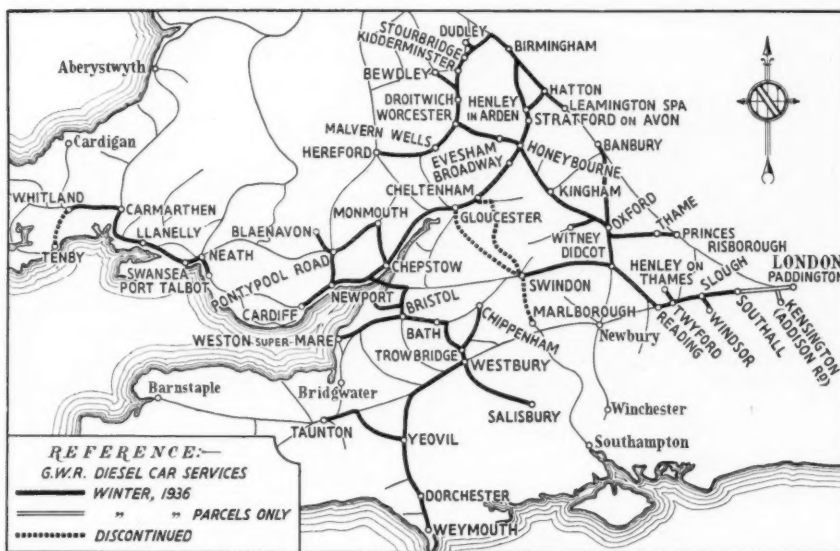 DUDLEY
STOURBRIDGE
KIDDERMINSTER
BIRMINGHAM
Aberystwyth
BEWDLEY
HATTON
DROITWICH
HENLEY
IN ARDEN
LEAMINGTON SPA
WORCESTER
STRATFORD ON AVON
Cardigan
MALVERN WELLS
BANBURY
HEREFORD
EVESHAM
BROADWAY
HONEYBOURNE
WHITLAND
CHELTENHAM
KINGHAM
CARMARTHEN
MONMOUTH
GLOUCESTER
OXFORD
THAME
LLANELLY
BLAENAVON
WITNEY
PRINCES
RISBOROUGH
TENBY
NEATH
PONTYPOOL ROAD
CHEPSTOW
DIDCOT
HENLEY ON
THAMES
SLOUGH
LONDON
PADDINGTON
SWANSEA
PORT TALBOT
NEWPORT
SWINDON
CARDIFF
BRISTOL
MARLBOROUGH
Newbury
READING
TWYFORD
WINDSOR
SOUTHALL
KENSINGTON
(ADDISON RD)
WESTON-SUPER-MARE
BATH
CHIPPENHAM
TROWBRIDGE
WESTBURY
Barnstaple
Bridgwater
SALISBURY
Winchester
TAUNTON
YEOVIL
Southampton
DORCHESTER
WEYMOUTH
REFERENCE:—
G.W.R. DIESEL CAR SERVICES
WINTER, 1936
" " PARCELS ONLY
DISCONTINUED